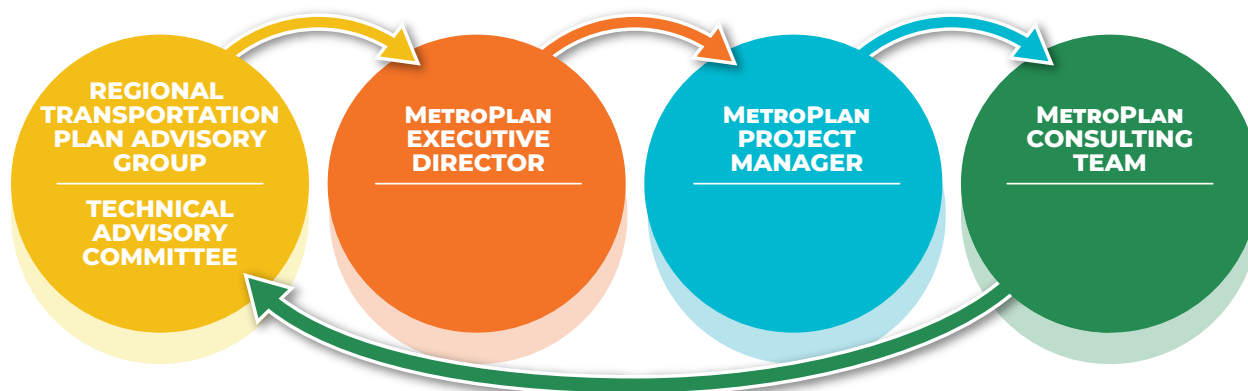 REGIONAL
TRANSPORTATION
PLAN ADVISORY
GROUP
TECHNICAL
ADVISORY
COMMITTEE
METROPLAN
EXECUTIVE
DIRECTOR
METROPLAN
PROJECT
MANAGER
METROPLAN
CONSULTING
TEAM